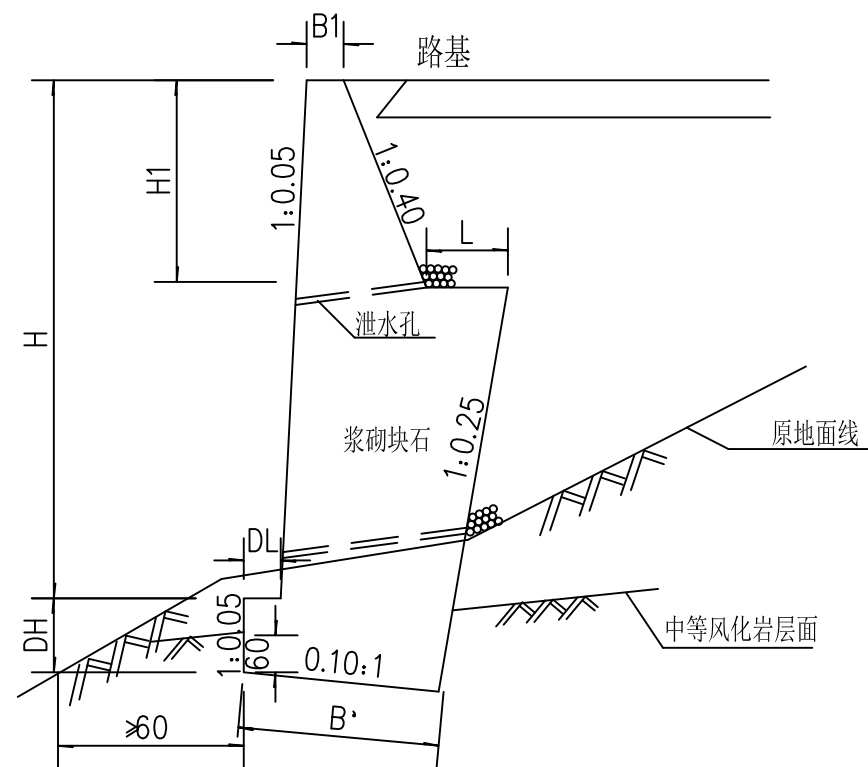 B1
路基
H1
1:0.05
1:0.40
L
泄水孔
H
浆砌块石
1:0.25
原地面线
DL
DH
1:0.05
60
0.10:1
中等风化岩层面
≥60
B'